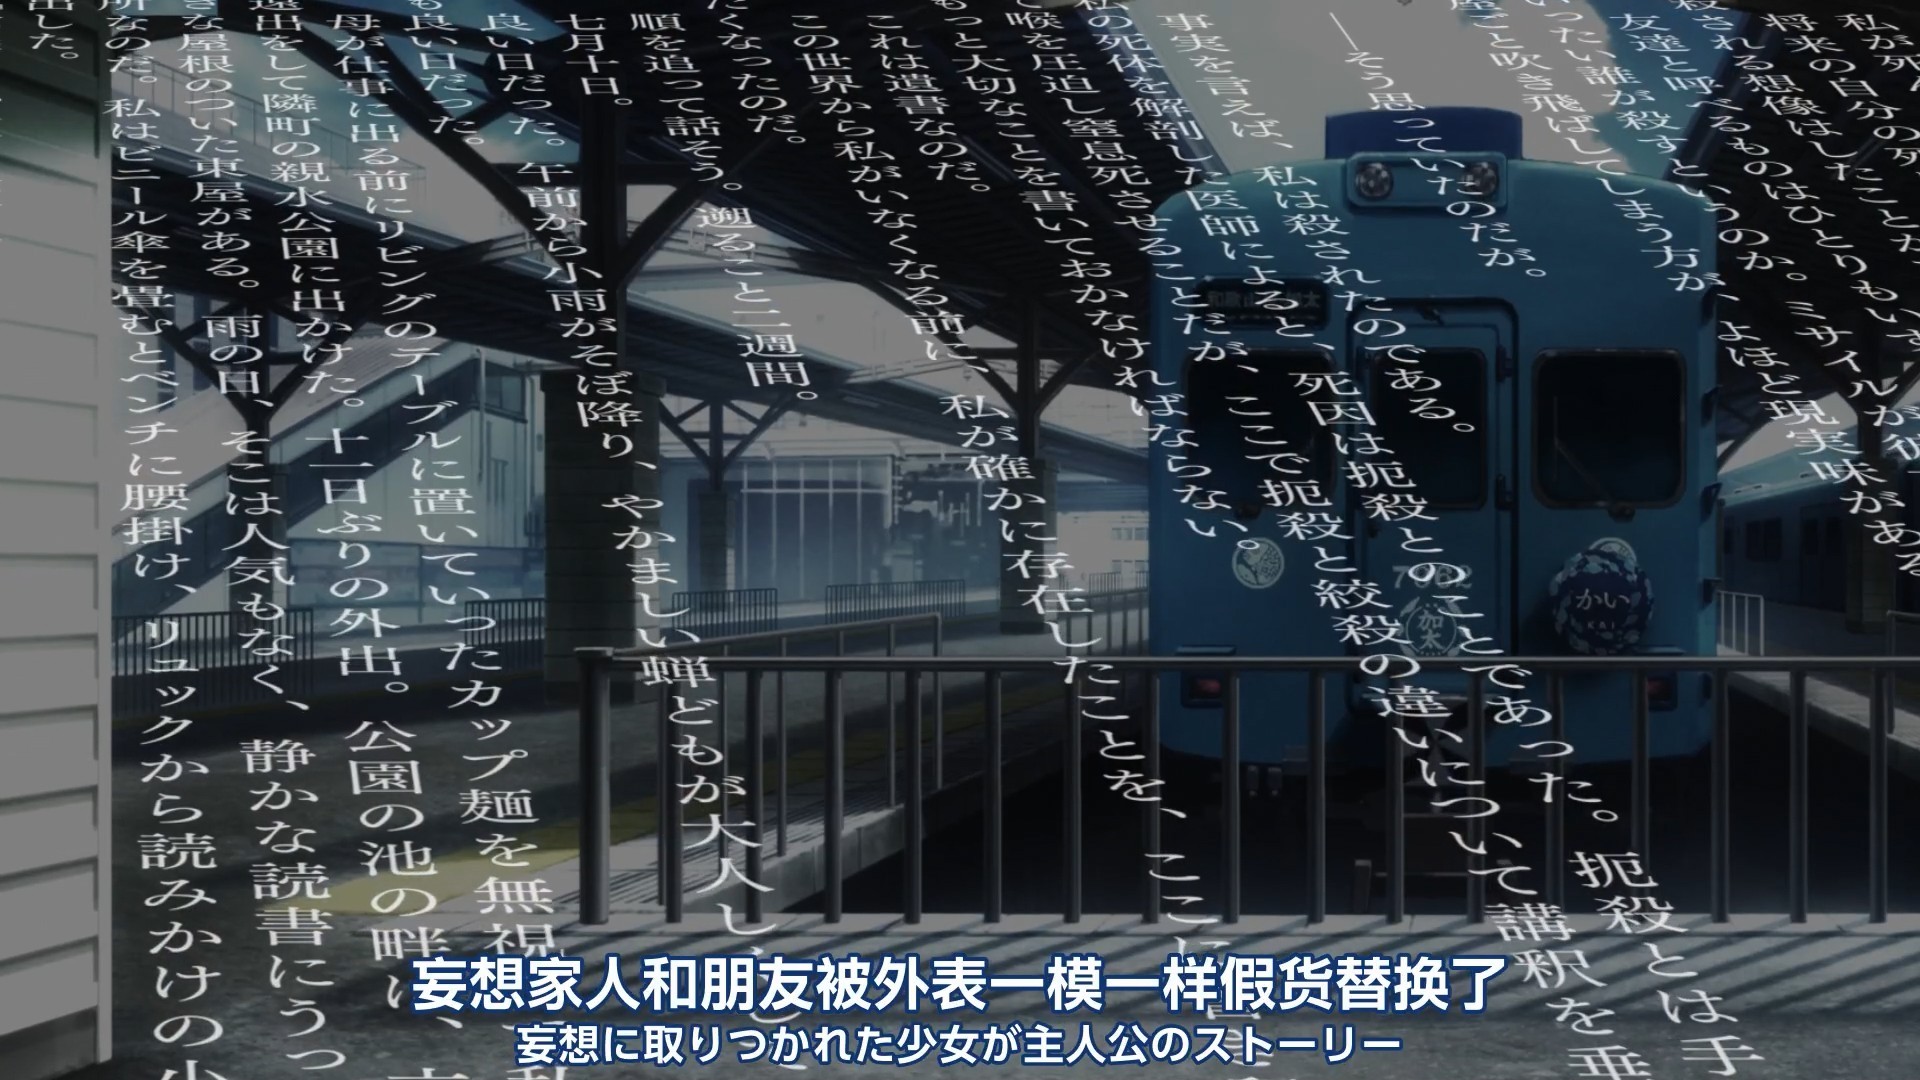 私が死ん
将来の自分の死、
殺される想像はしたことが
友達と呼べるものはひとりもいま
いったい誰が殺すというのか。ミサイルが彼
屋ごと吹き飛ばしてしまう方が、よほど現実味がある
――そう思っていたのだが。
事実を言えば、私は殺されたのである。
私の死体を解剖した医師によると、死因は扼殺とのことであった。扼殺とは手
で喉を圧迫し窒息死させることだが、ここで扼殺と絞殺の違いについて講釈を垂
もっと大切なことを書いておかなければならない。
これは遺書なのだ。
この世界から私がいなくなる前に、私が確かに存在したことを、ここに
たくなったのだ。
順を追って話そう。遡ること二週間。
七月十日。
良い日だった。午前から小雨がそぼ降り、やかましい蝉どもが大人し
も良い日だった。
母が仕事に出る前にリビングのテーブルに置いていったカップ麺を無視し
遠出をして隣町の親水公園に出かけた。十一日ぶりの外出。公園の池の畔に、
きな屋根のついた東屋がある。雨の日、そこは人気もなく、静かな読書にうっ
所なのだ。私はビニール傘を畳むとベンチに腰掛け、リュックから読みかけの小
出した。
加太
かい
KAI
妄想家人和朋友被外表一模一样假货替换了
妄想に取りつかれた少女が主人公のストーリー